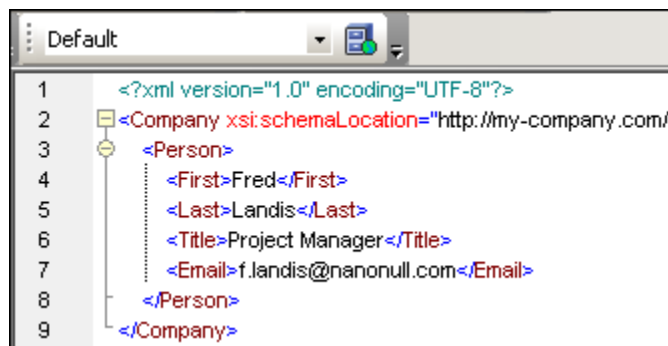 Default
1 <?xml version="1.0" encoding="UTF-8"?>
2 <Company xsi:schemaLocation="http://my-company.com/
3 <Person>
4 <First>Fred</First>
5 <Last>Landis</Last>
6 <Title>Project Manager</Title>
7 <Email>f.landis@nanonull.com</Email>
8 </Person>
9 </Company>